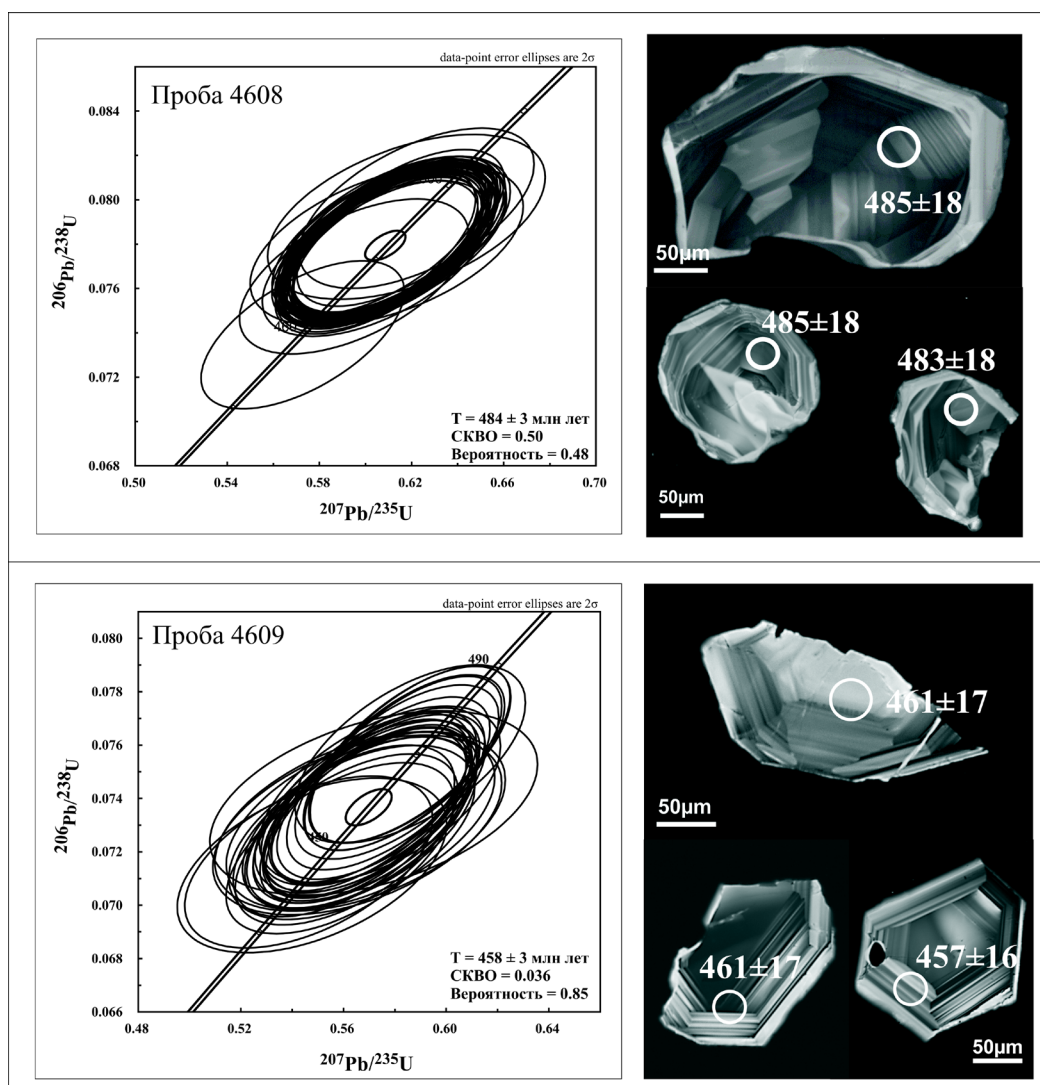 data-point error ellipses are 2σ
Проба 4608
0.084
0.080
0.076
0.072
0.068
206Pb/238U
T = 484 ± 3 млн лет
СКВО = 0.50
Вероятность = 0.48
0.50
0.54
0.58
0.62
0.66
0.70
207Pb/235U
485±18
50µm
485±18
483±18
50µm
50µm
data-point error ellipses are 2σ
Проба 4609
490
0.080
0.078
0.076
0.074
0.072
0.070
0.068
0.066
206Pb/238U
450
T = 458 ± 3 млн лет
СКВО = 0.036
Вероятность = 0.85
0.48
0.52
0.56
0.60
0.64
207Pb/235U
461±17
50µm
461±17
457±16
50µm